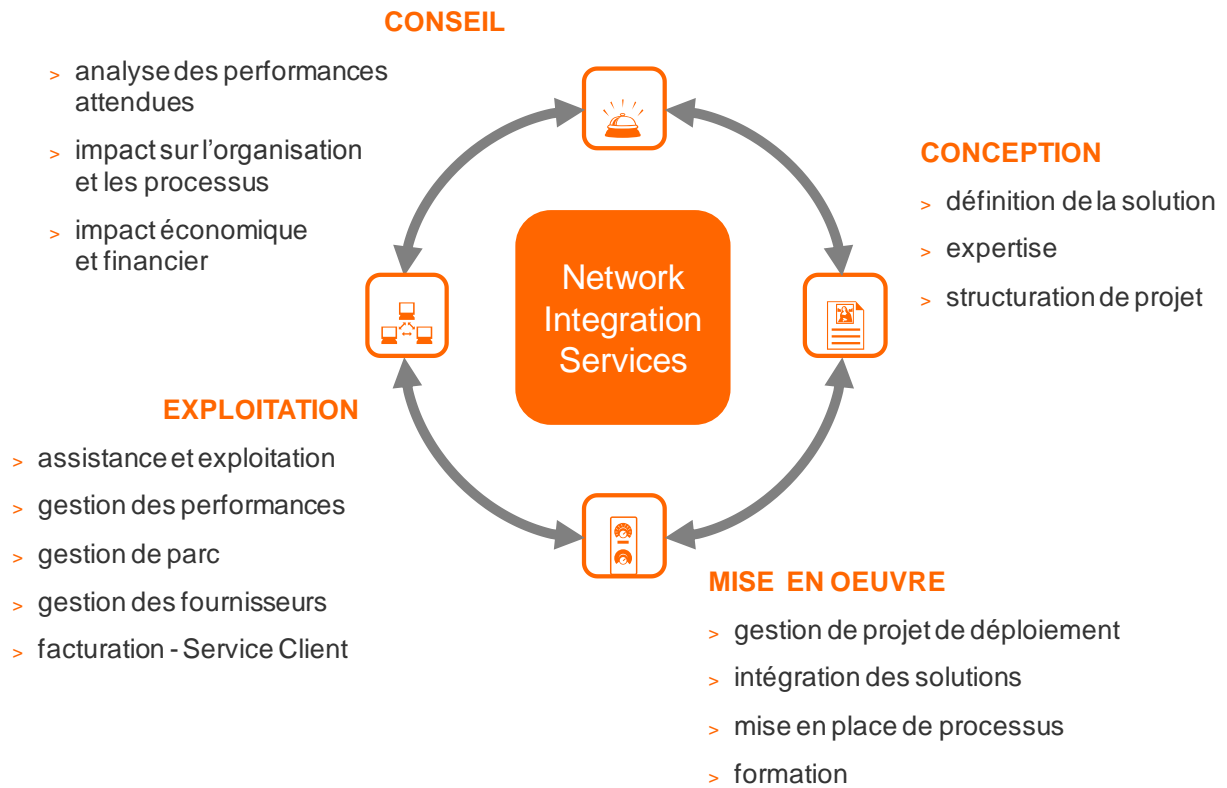 CONSEIL
> analyse des performances
attendues
> impact sur l’organisation
et les processus
> impact économique
et financier
CONCEPTION
> définition de la solution
> expertise
> structuration de projet
Network
Integration
Services
EXPLOITATION
> assistance et exploitation
> gestion des performances
> gestion de parc
> gestion des fournisseurs
> facturation - Service Client
MISE EN OEUVRE
> gestion de projet de déploiement
> intégration des solutions
> mise en place de processus
> formation